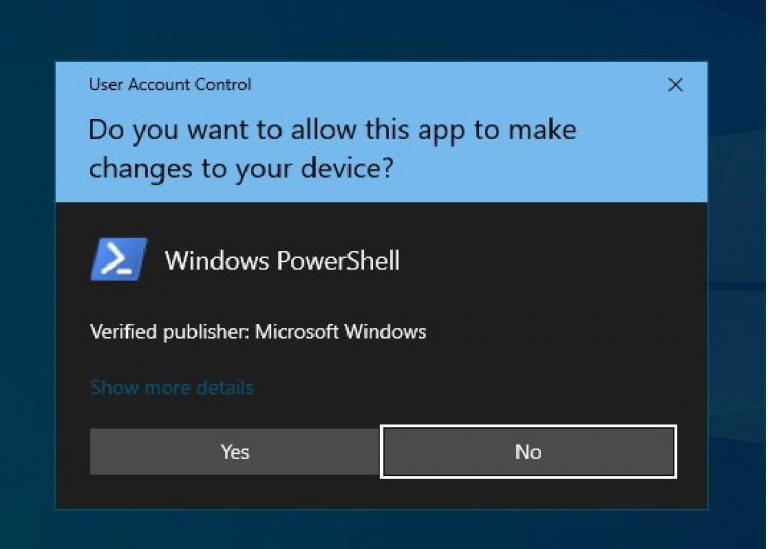 User Account Control
Do you want to allow this app to make
changes to your device?
Windows PowerShell
Verified publisher: Microsoft Windows
Show more details
Yes
No